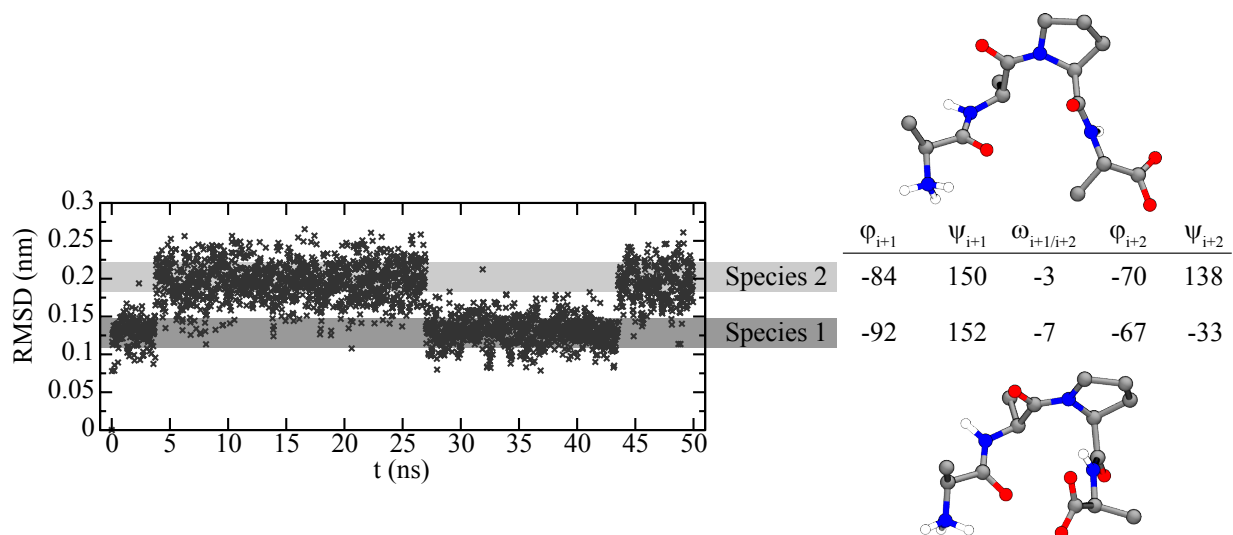 0.3
0.25
0.2
0.15
0.1
0.05
0
RMSD (nm)
0 5 10 15 20 25 30 35 40 45 50
t (ns)
φi+1 ψi+1 ωi+1/i+2 φi+2 ψi+2
Species 2 -84 150 -3 -70 138
Species 1 -92 152 -7 -67 -33